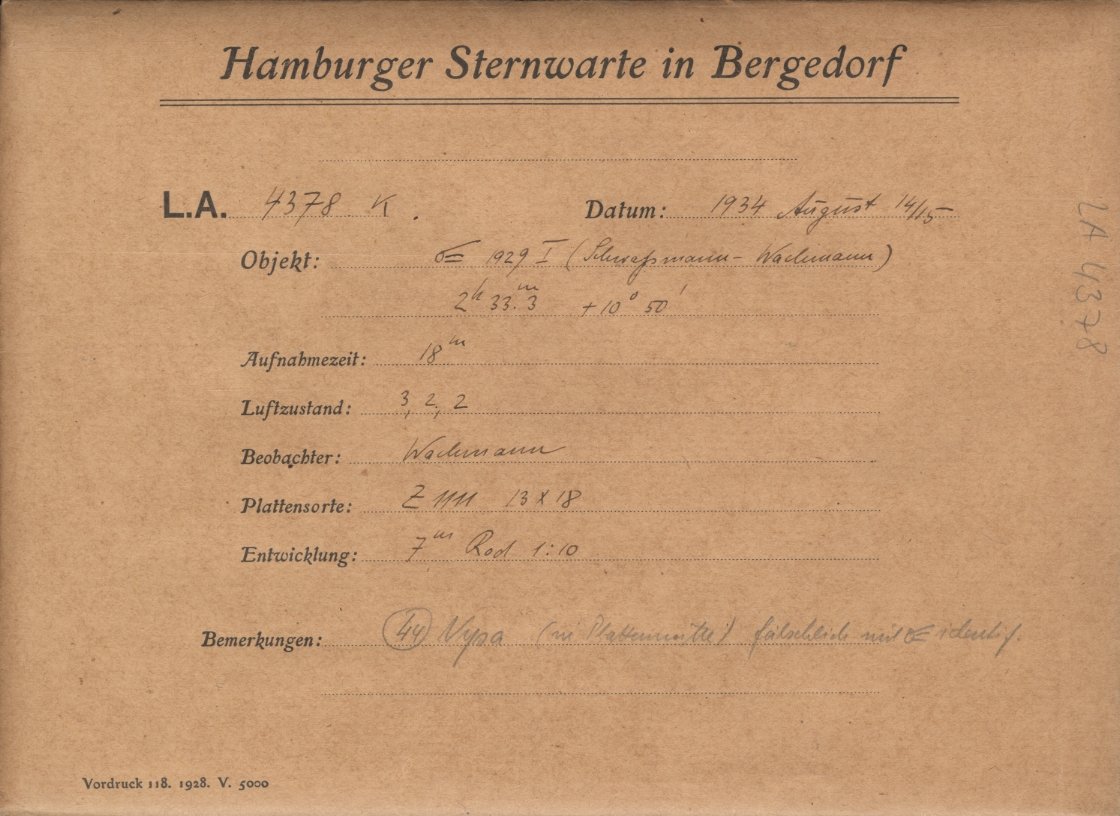 Hamburger Sternwarte in Bergedorf
L.A. 4378 K.
Datum: 1934 August 14/15
Objekt: ☄ 1929 I (Schwaßmann-Wachmann)
2h 33.m3 +10° 50'
Aufnahmezeit: 18m
Luftzustand: 3, 2, 2
Beobachter: Wachmann
Plattensorte: Z 1111 13 x 18
Entwicklung: 7m Rod 1:10
Bemerkungen: (44) Nysa (in Plattenmitte) fälschlich mit ☄ identif.
Vordruck 118. 1928. V. 5000
LA 4378